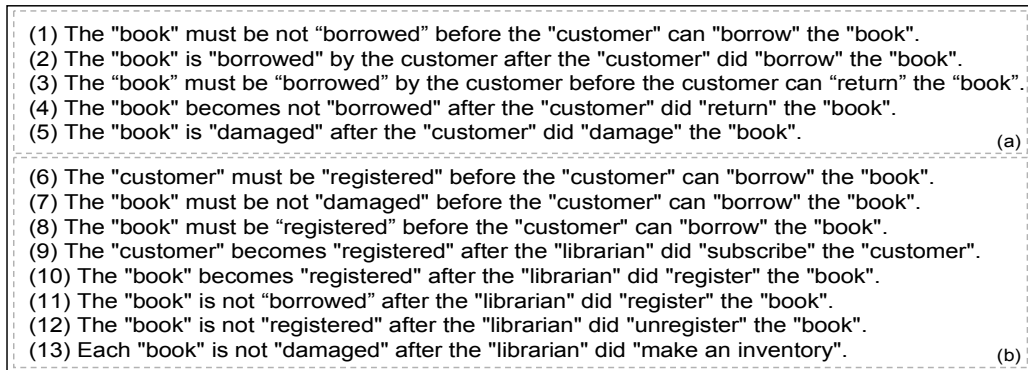 (1) The "book" must be not “borrowed” before the "customer" can "borrow" the "book".
(2) The "book" is "borrowed" by the customer after the "customer" did "borrow" the "book".
(3) The “book” must be “borrowed” by the customer before the customer can “return” the “book”.
(4) The "book" becomes not "borrowed" after the "customer" did "return" the "book".
(5) The "book" is "damaged" after the "customer" did "damage" the "book".
(a)
(6) The "customer" must be "registered" before the "customer" can "borrow" the "book".
(7) The "book" must be not "damaged" before the "customer" can "borrow" the "book".
(8) The "book" must be “registered” before the "customer" can "borrow" the "book".
(9) The "customer" becomes "registered" after the "librarian" did "subscribe" the "customer".
(10) The "book" becomes "registered" after the "librarian" did "register" the "book".
(11) The "book" is not “borrowed” after the "librarian" did "register" the "book".
(12) The "book" is not "registered" after the "librarian" did "unregister" the "book".
(13) Each "book" is not "damaged" after the "librarian" did "make an inventory".
(b)